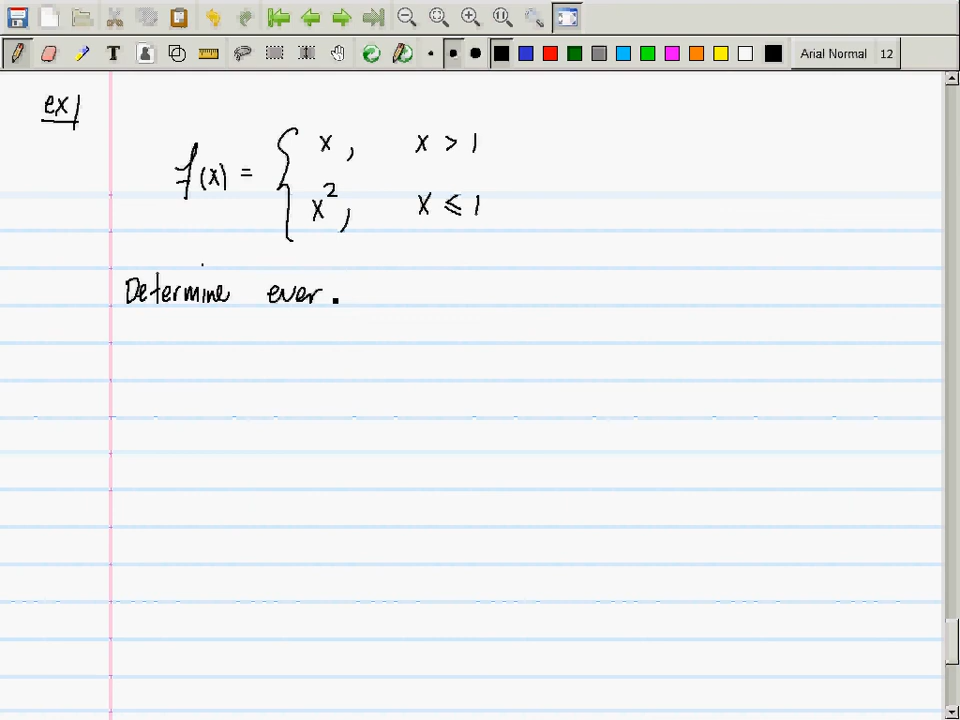 Arial Normal 12
ex1
f(x) = { x, x > 1
x², x ≤ 1
Determine ever